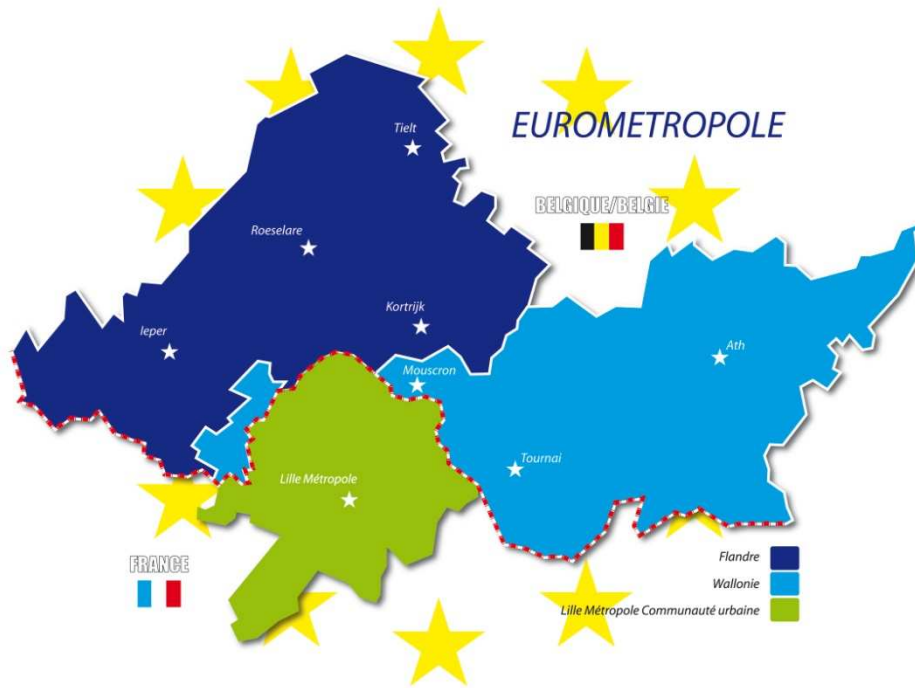 EUROMETROPOLE
Tielt
BELGIQUE/BELGIE
Roeselare
Kortrijk
Ieper
Ath
Mouscron
Tournai
Lille Métropole
FRANCE
Flandre
Wallonie
Lille Métropole Communauté urbaine